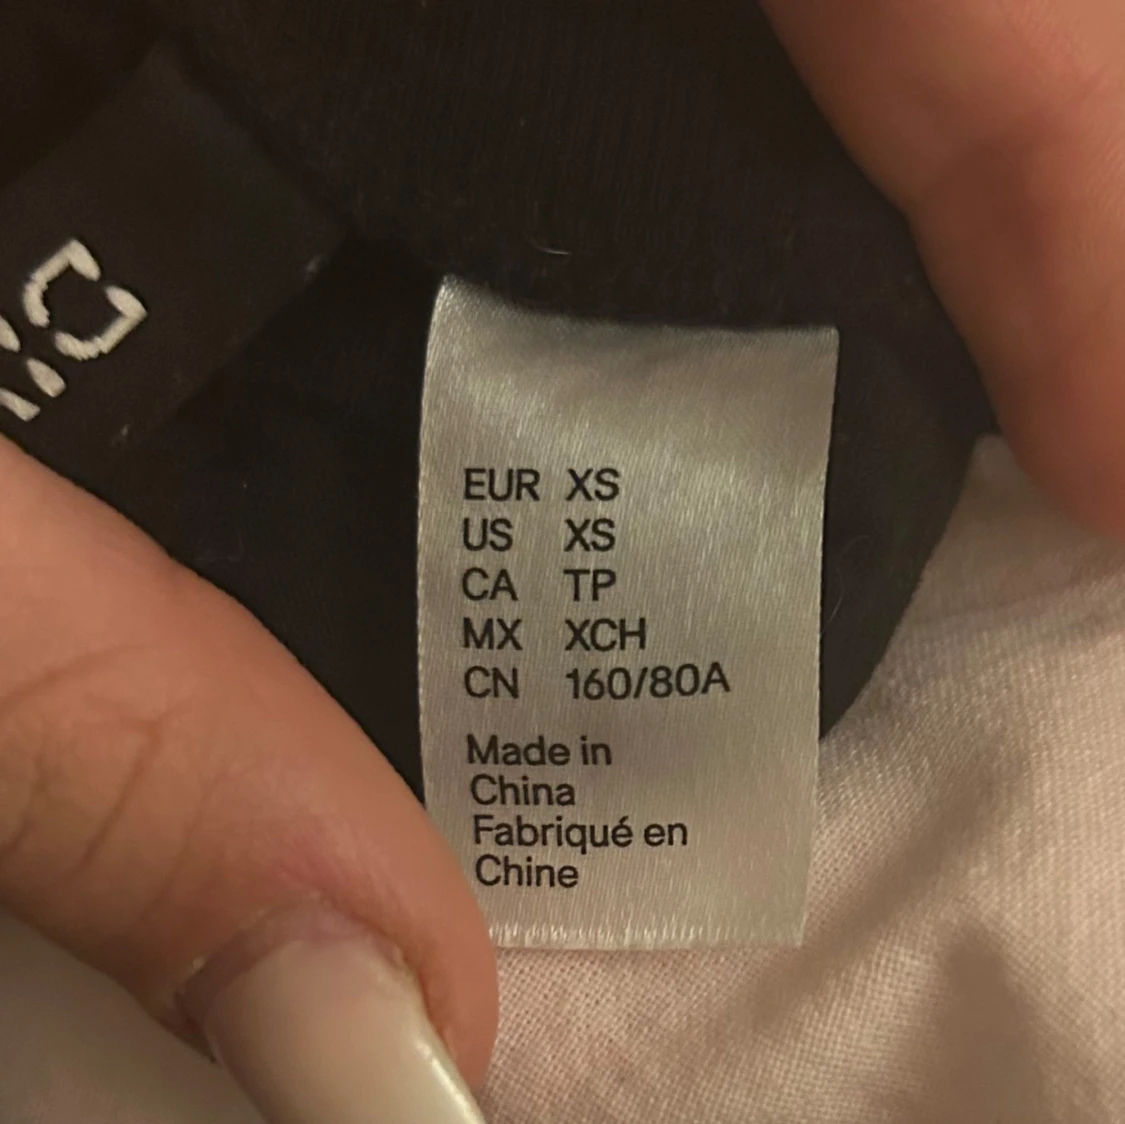 EUR XS
US XS
CA TP
MX XCH
CN 160/80A
Made in
China
Fabriqué en
Chine